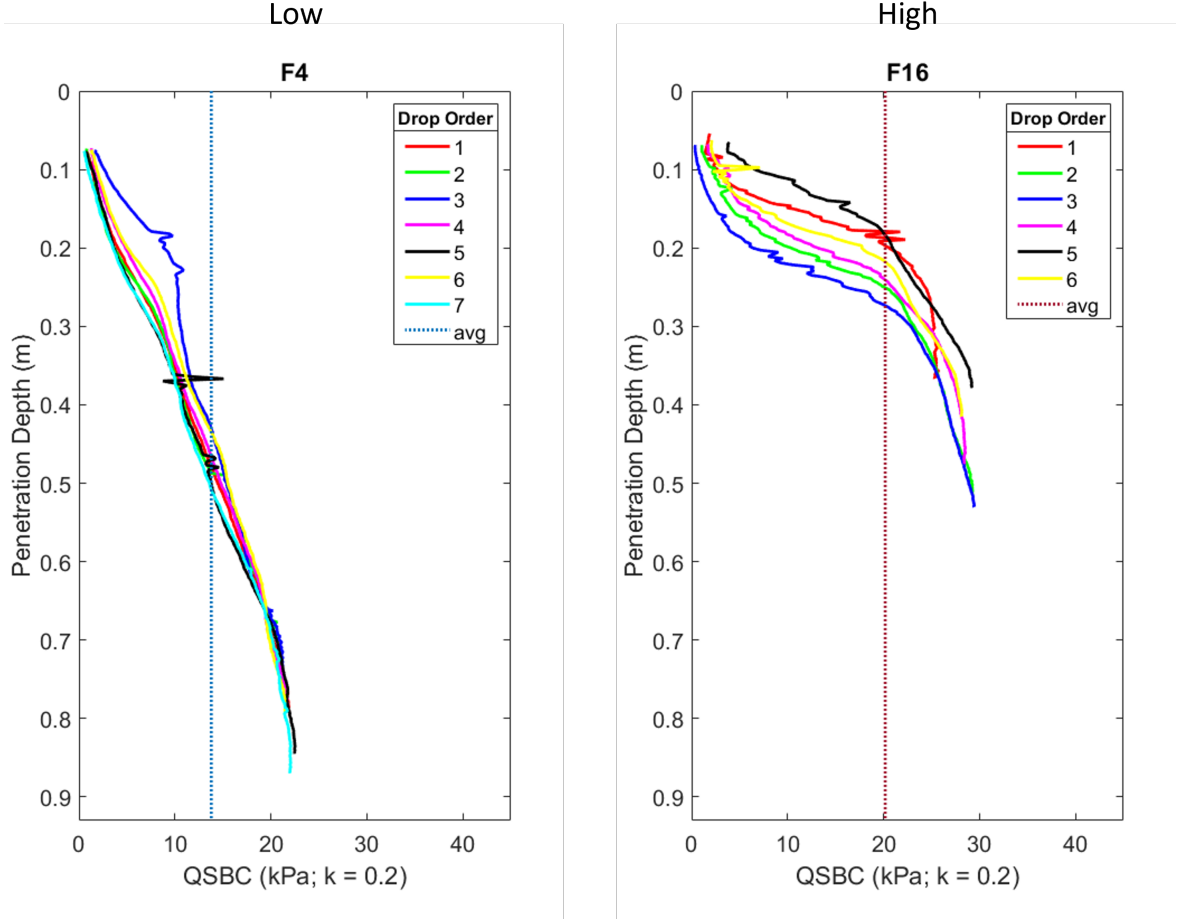 Low
F4
Drop Order
1
2
3
4
5
6
7
avg
0
0.1
0.2
0.3
0.4
0.5
0.6
0.7
0.8
0.9
Penetration Depth (m)
0 10 20 30 40
QSBC (kPa; k = 0.2)
High
F16
Drop Order
1
2
3
4
5
6
avg
0
0.1
0.2
0.3
0.4
0.5
0.6
0.7
0.8
0.9
Penetration Depth (m)
0 10 20 30 40
QSBC (kPa; k = 0.2)